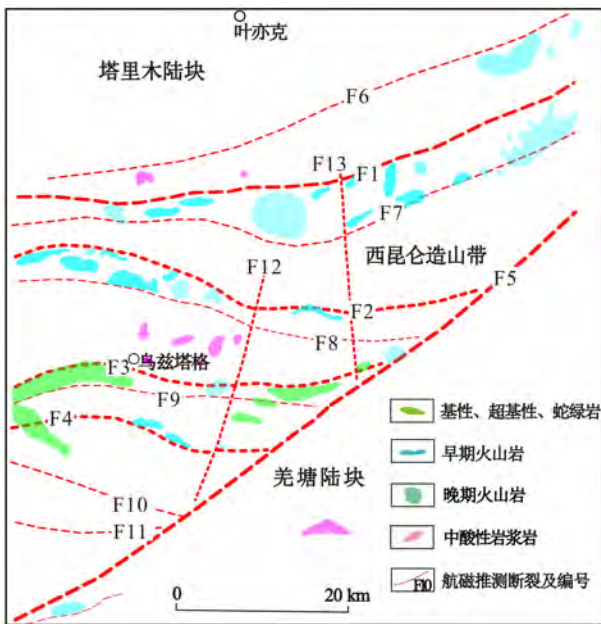 叶亦克
塔里木陆块
F6
F13
F1
F7
西昆仑造山带
F12
F5
F2
F8
乌兹塔格
F3
F9
F4
基性、超基性、蛇绿岩
早期火山岩
羌塘陆块
晚期火山岩
F10
中酸性岩浆岩
F11
F10
航磁推测断裂及编号
0
20 km